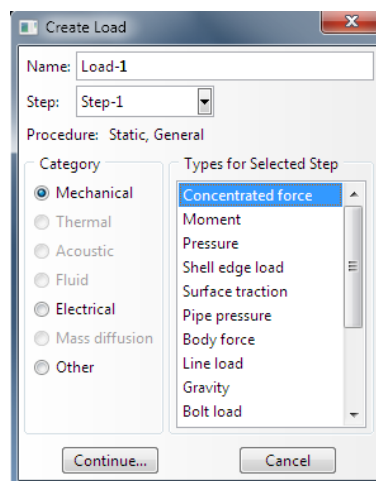 Create Load
Name: Load-1
Step: Step-1
Procedure: Static, General
Category
Mechanical
Thermal
Acoustic
Fluid
Electrical
Mass diffusion
Other
Types for Selected Step
Concentrated force
Moment
Pressure
Shell edge load
Surface traction
Pipe pressure
Body force
Line load
Gravity
Bolt load
Continue...
Cancel